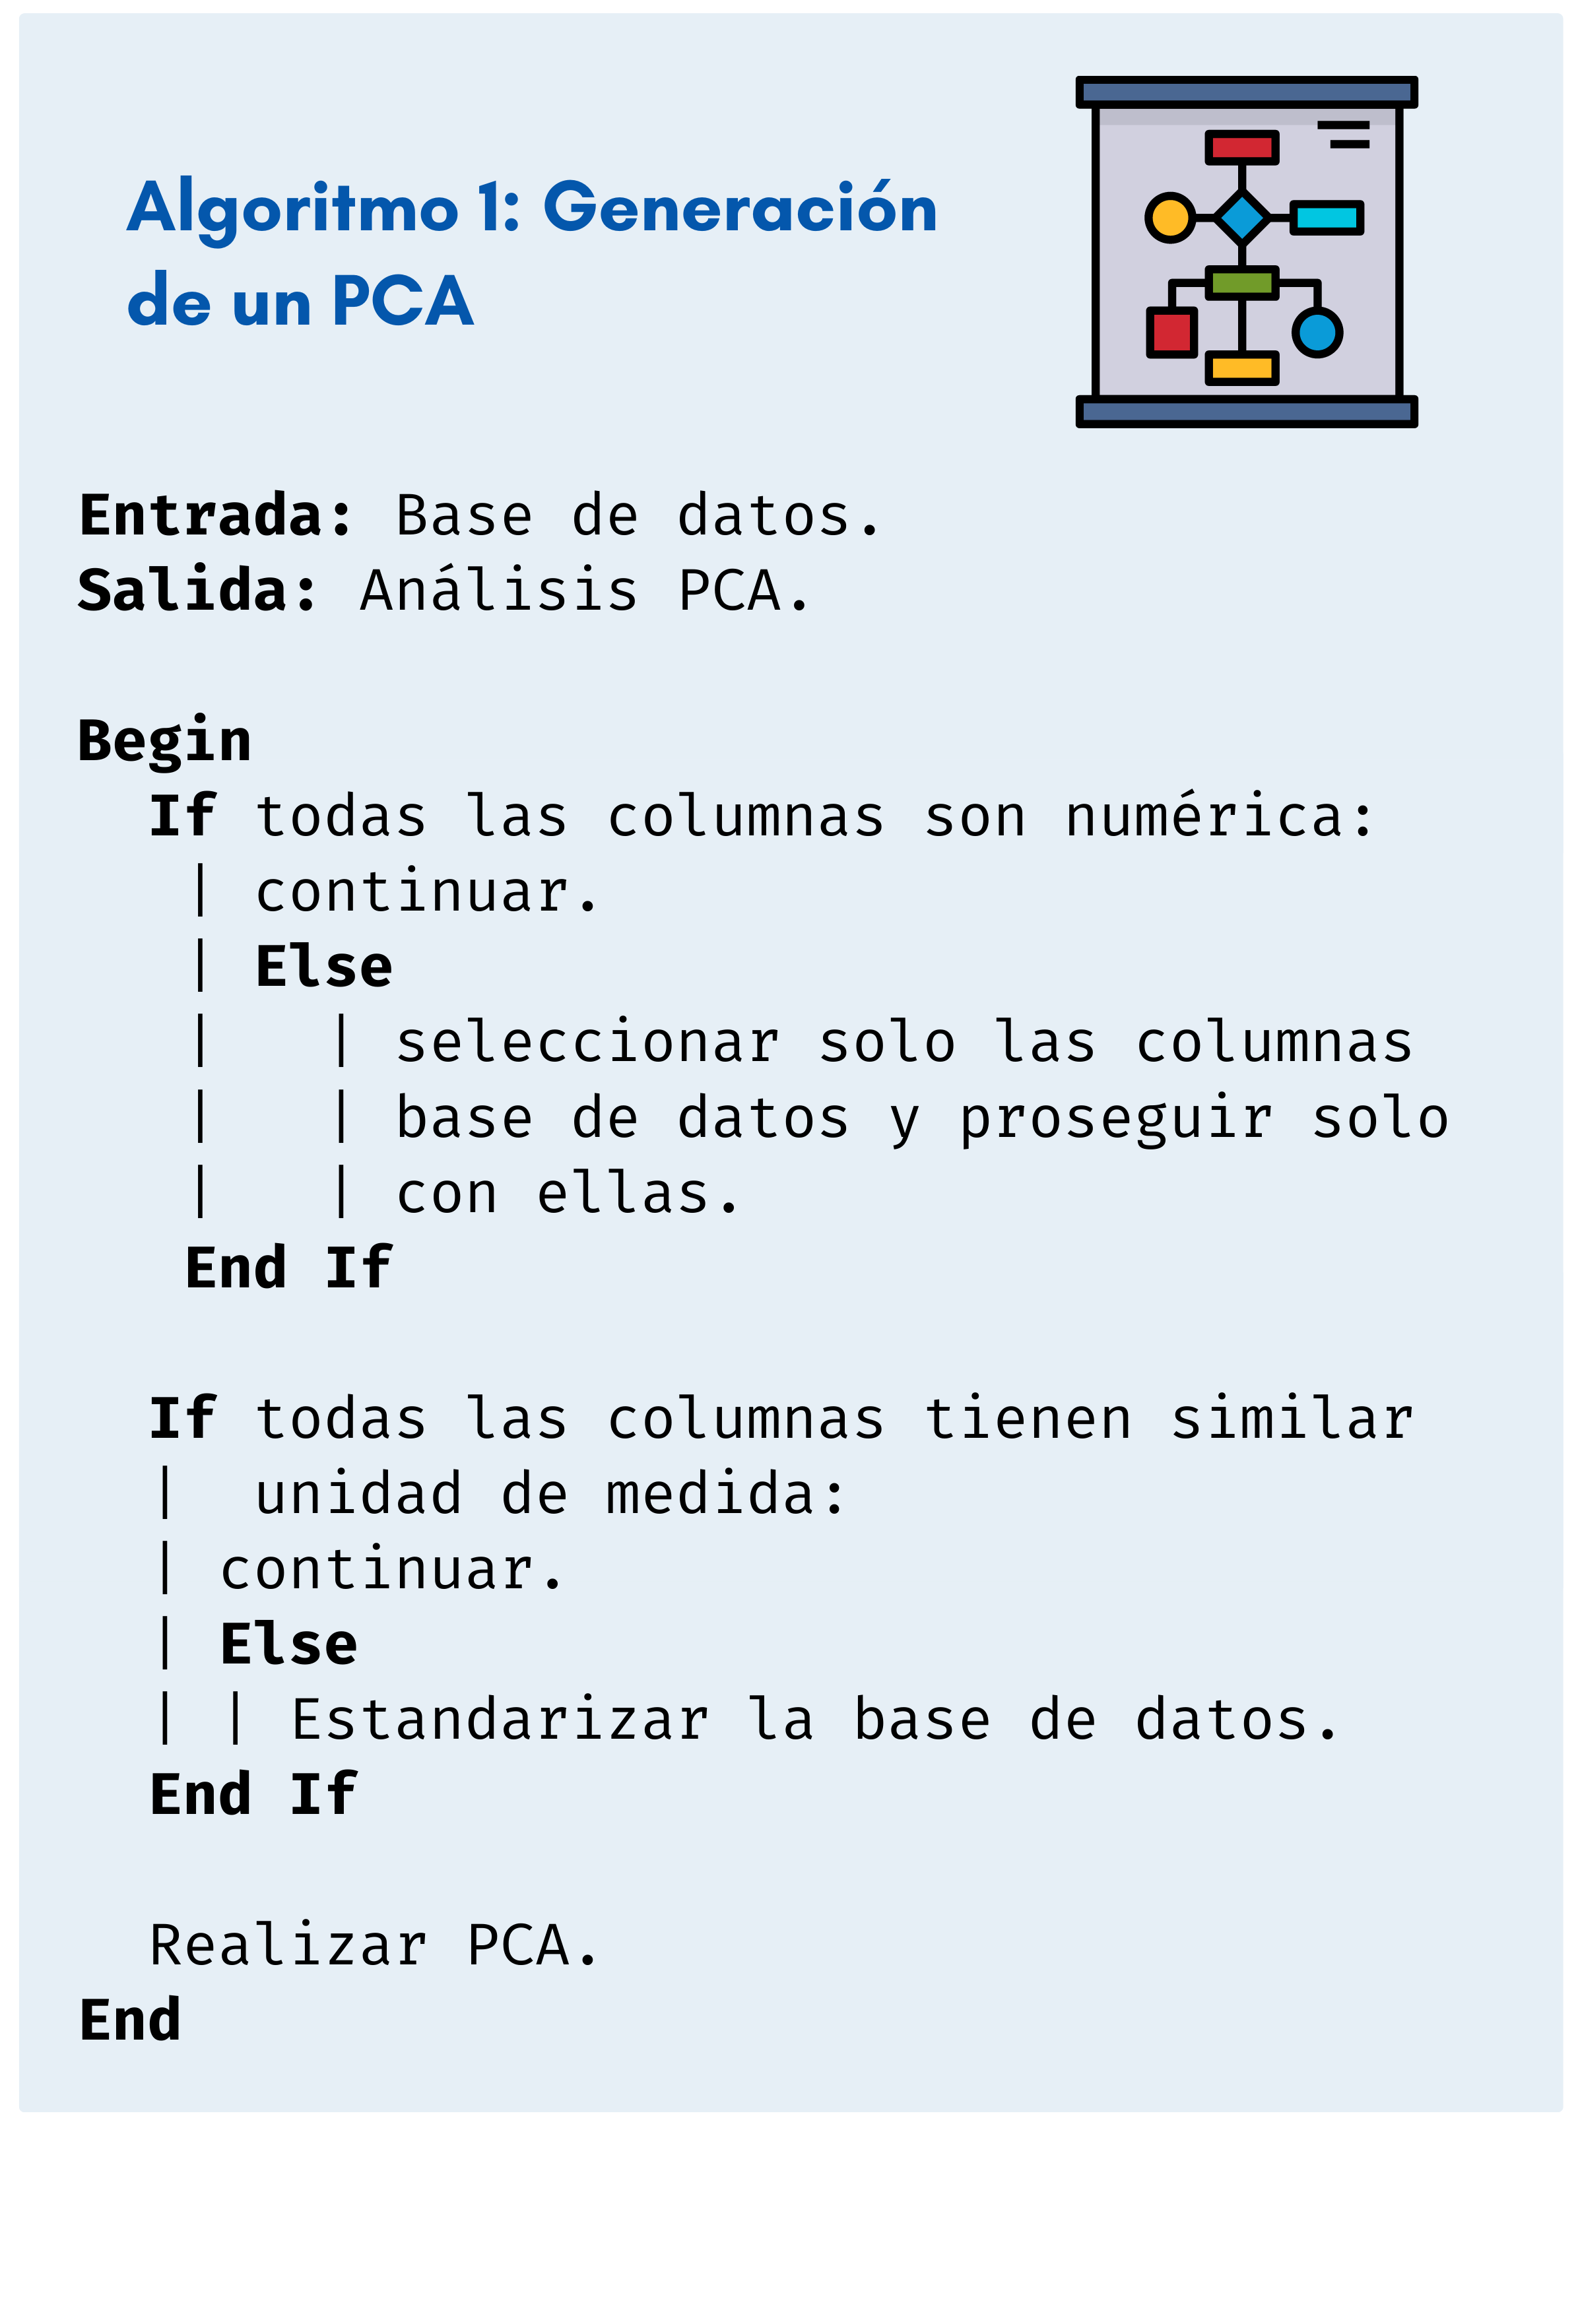 Algoritmo 1: Generación
de un PCA
Entrada: Base de datos.
Salida: Análisis PCA.
Begin
If todas las columnas son numérica:
| continuar.
| Else
| | seleccionar solo las columnas
| | base de datos y proseguir solo
| | con ellas.
End If
If todas las columnas tienen similar
| unidad de medida:
| continuar.
| Else
| | Estandarizar la base de datos.
End If
Realizar PCA.
End